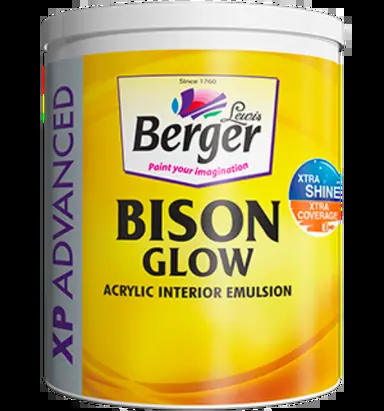 Since 1760
Lewis
Berger
Paint your imagination
XP ADVANCED
BISON
GLOW
ACRYLIC INTERIOR EMULSION
XTRA
SHINE
XTRA
COVERAGE